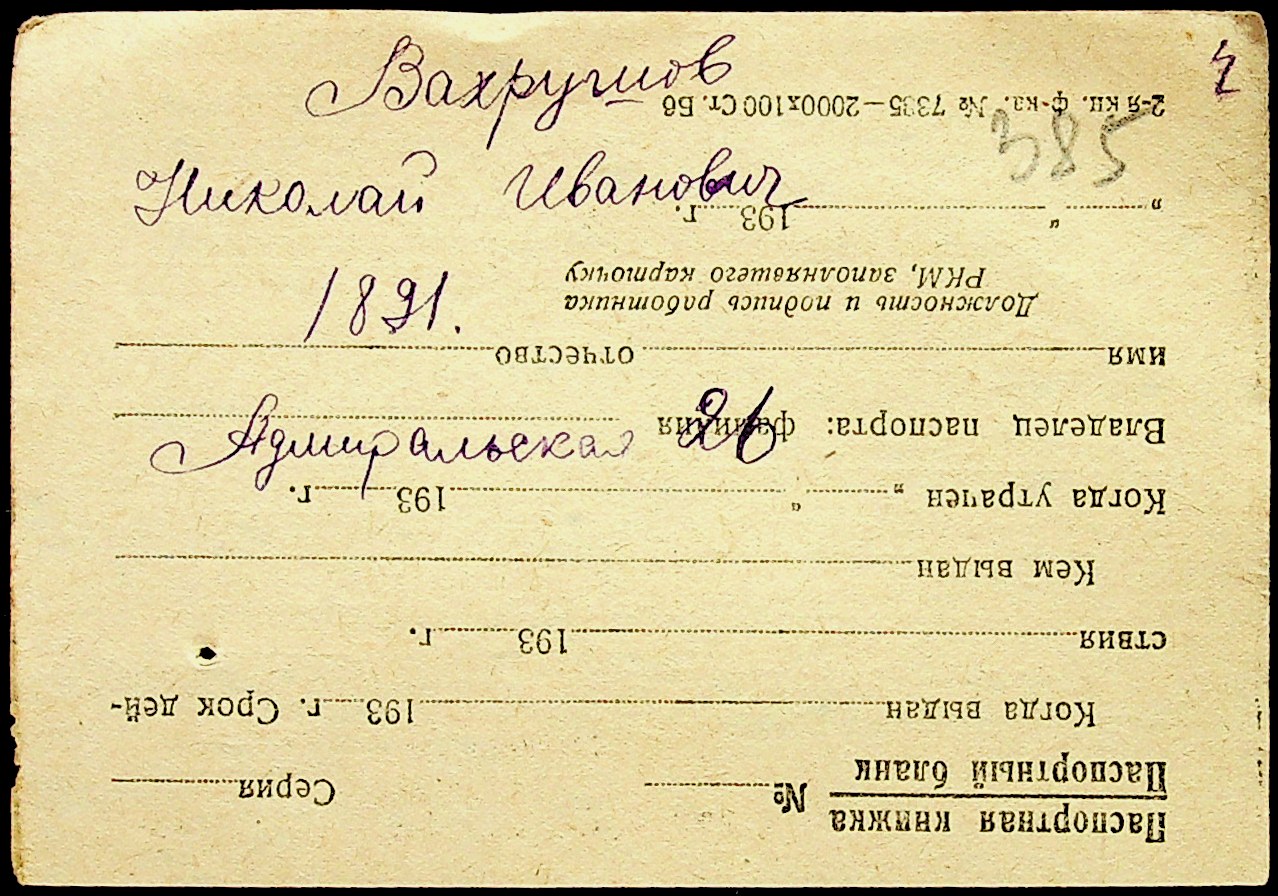 Вахрушов
Николай Иванович
1891.
Адмиральская 26
385
Паспортная книжка
Паспортный бланк
№ Серия
Когда выдан 193 г. Срок дей-
ствия 193 г.
Кем выдан
Когда утрачен „ “ 193 г.
Владелец паспорта: фамилия
имя отчество
Должность и подпись работника
РКМ, заполнявшего карточку
„ “ 193 г.
2-я кн. ф-ка. № 7335—2000х100 Ст. Бб